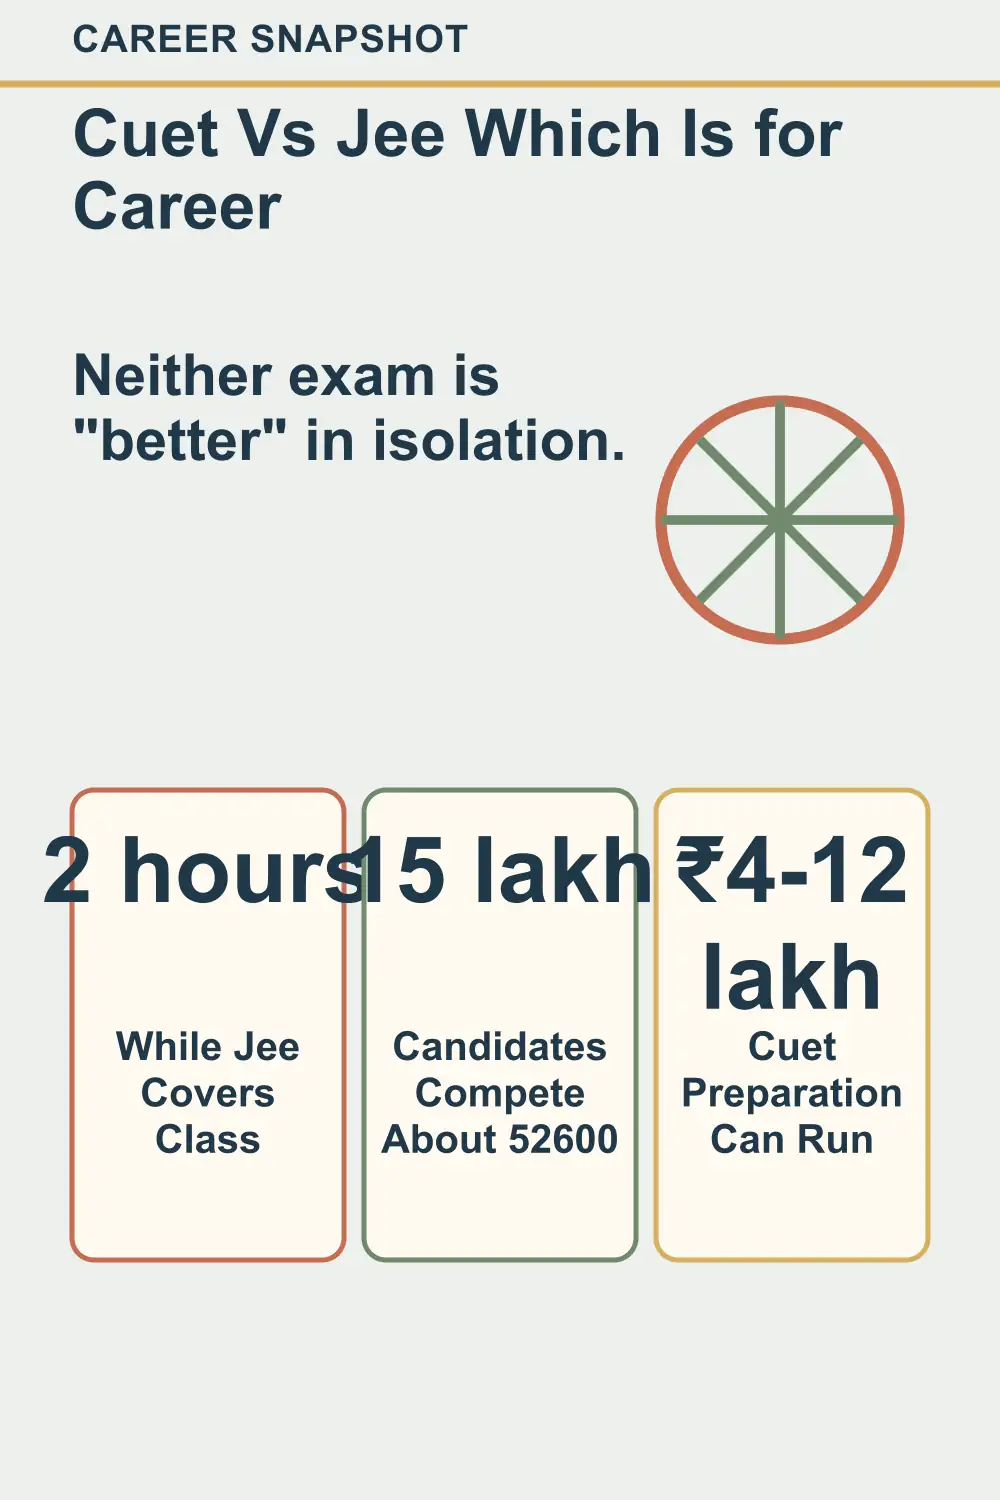 CAREER SNAPSHOT
Cuet Vs Jee Which Is for
Career
Neither exam is
"better" in isolation.
2 hours
While Jee
Covers
Class
15 lakh
Candidates
Compete
About 52600
₹4-12
lakh
Cuet
Preparation
Can Run